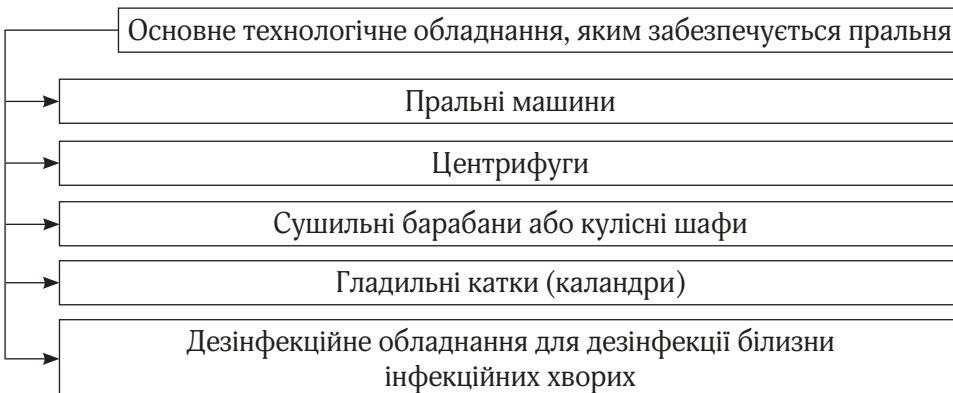 Основне технологічне обладнання, яким забезпечується пральня
Пральні машини
Центрифуги
Сушильні барабани або кулісні шафи
Гладильні катки (каландри)
Дезінфекційне обладнання для дезінфекції білизни
інфекційних хворих